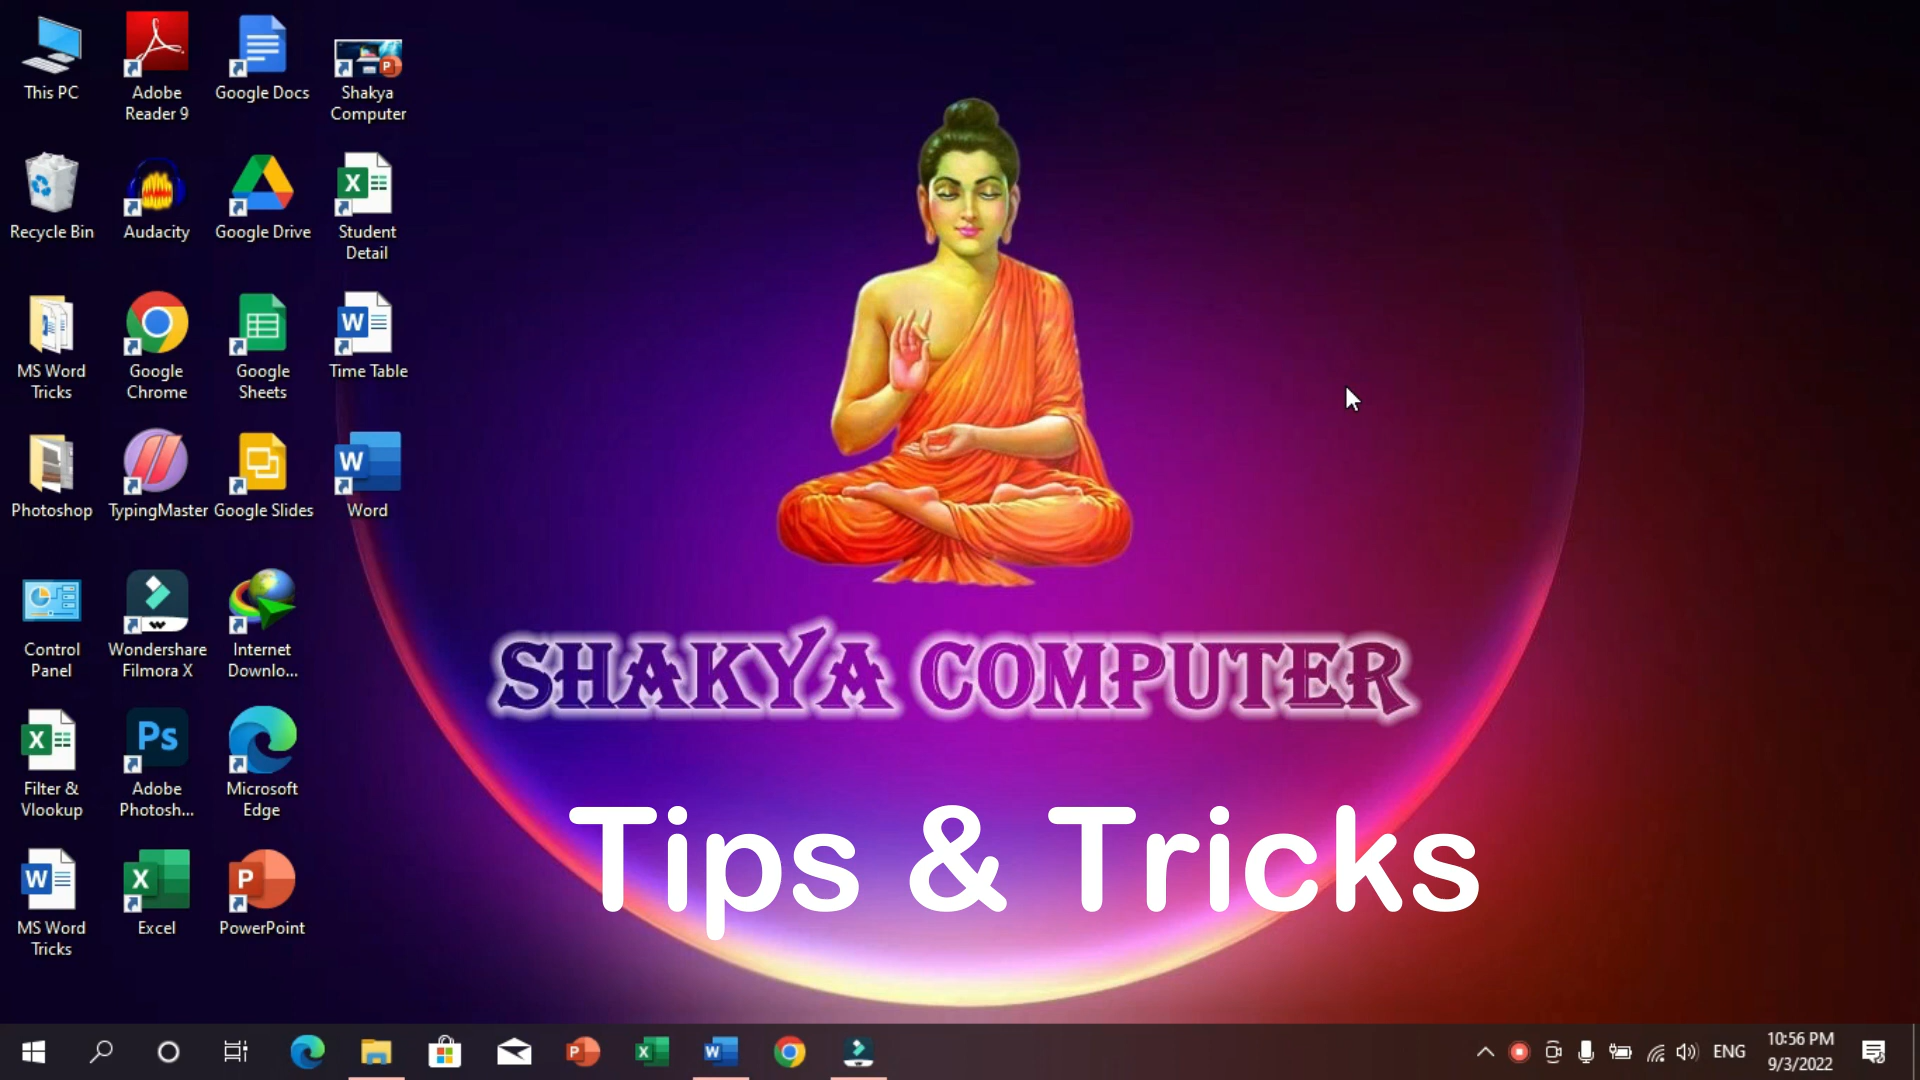 This PC
Adobe
Reader 9
Google Docs
Shakya
Computer
Recycle Bin
Audacity
Google Drive
Student
Detail
MS Word
Tricks
Google
Chrome
Google
Sheets
Time Table
Photoshop
TypingMaster
Google Slides
Word
Control
Panel
Wondershare
Filmora X
Internet
Downlo...
Filter &
Vlookup
Adobe
Photosh...
Microsoft
Edge
MS Word
Tricks
Excel
PowerPoint
SHAKYA COMPUTER
Tips & Tricks
ENG
10:56 PM
9/3/2022